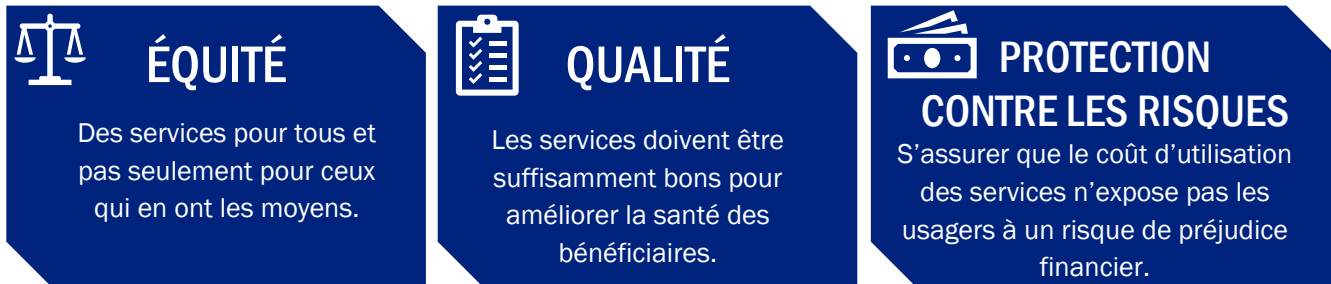 ÉQUITÉ
Des services pour tous et
pas seulement pour ceux
qui en ont les moyens.
QUALITÉ
Les services doivent être
suffisamment bons pour
améliorer la santé des
bénéficiaires.
PROTECTION
CONTRE LES RISQUES
S’assurer que le coût d’utilisation
des services n’expose pas les
usagers à un risque de préjudice
financier.